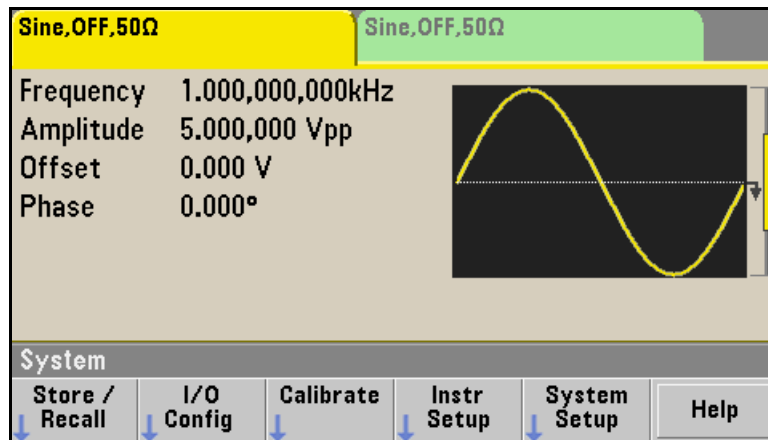 Sine,OFF,50Ω
Sine,OFF,50Ω
Frequency 1.000,000,000kHz
Amplitude 5.000,000 Vpp
Offset 0.000 V
Phase 0.000°
System
Store / Recall
I/O Config
Calibrate
Instr Setup
System Setup
Help